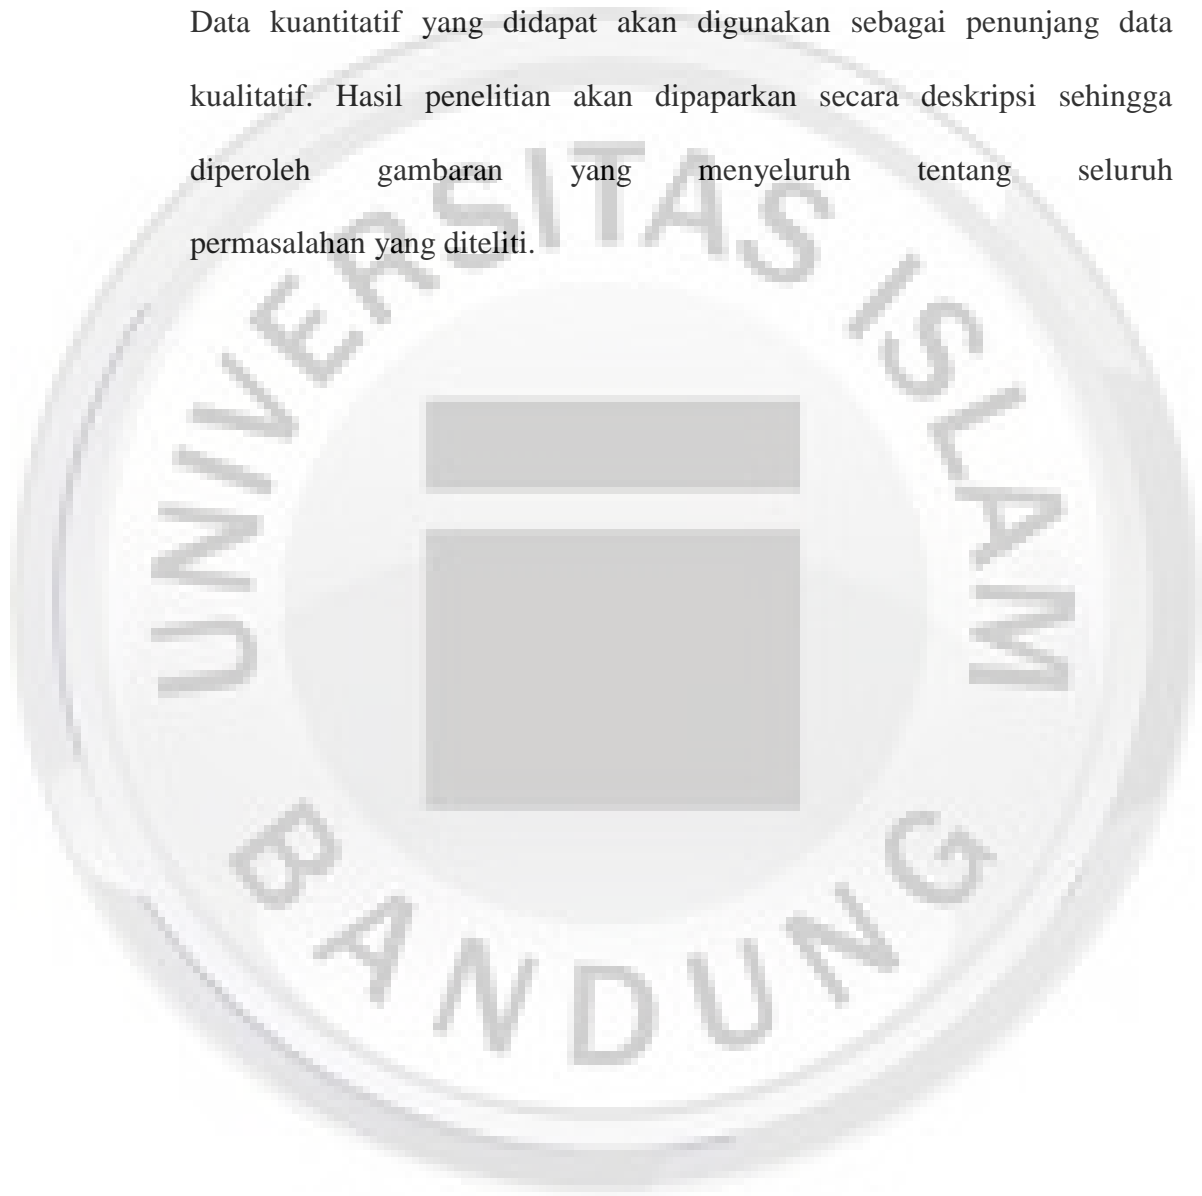 Data kuantitatif yang didapat akan digunakan sebagai penunjang data
kualitatif. Hasil penelitian akan dipaparkan secara deskripsi sehingga
diperoleh gambaran yang menyeluruh tentang seluruh
permasalahan yang diteliti.
UNIVERSITAS ISLAM
BANDUNG